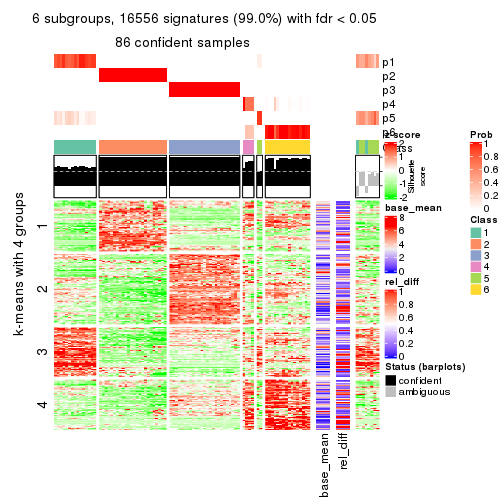 6 subgroups, 16556 signatures (99.0%) with fdr < 0.05
86 confident samples
p1
p2
p3
p4
p5
p6
Class
Silhouette
score
k-means with 4 groups
1
2
3
4
base_mean
rel_diff
z-score
2
1
0
-1
-2
base_mean
8
6
4
2
0
rel_diff
1
0.8
0.6
0.4
0.2
0
Status (barplots)
confident
ambiguous
Prob
1
0.8
0.6
0.4
0.2
0
Class
1
2
3
4
5
6